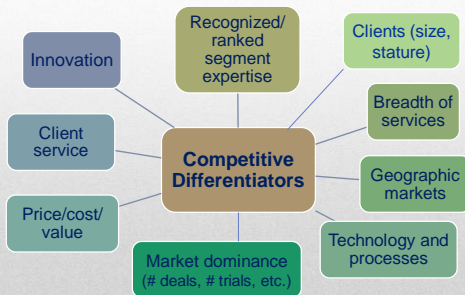 Recognized/
ranked
segment
expertise
Clients (size,
stature)
Innovation
Breadth of
services
Client
service
Competitive
Differentiators
Geographic
markets
Price/cost/
value
Technology and
processes
Market dominance
(# deals, # trials, etc.)